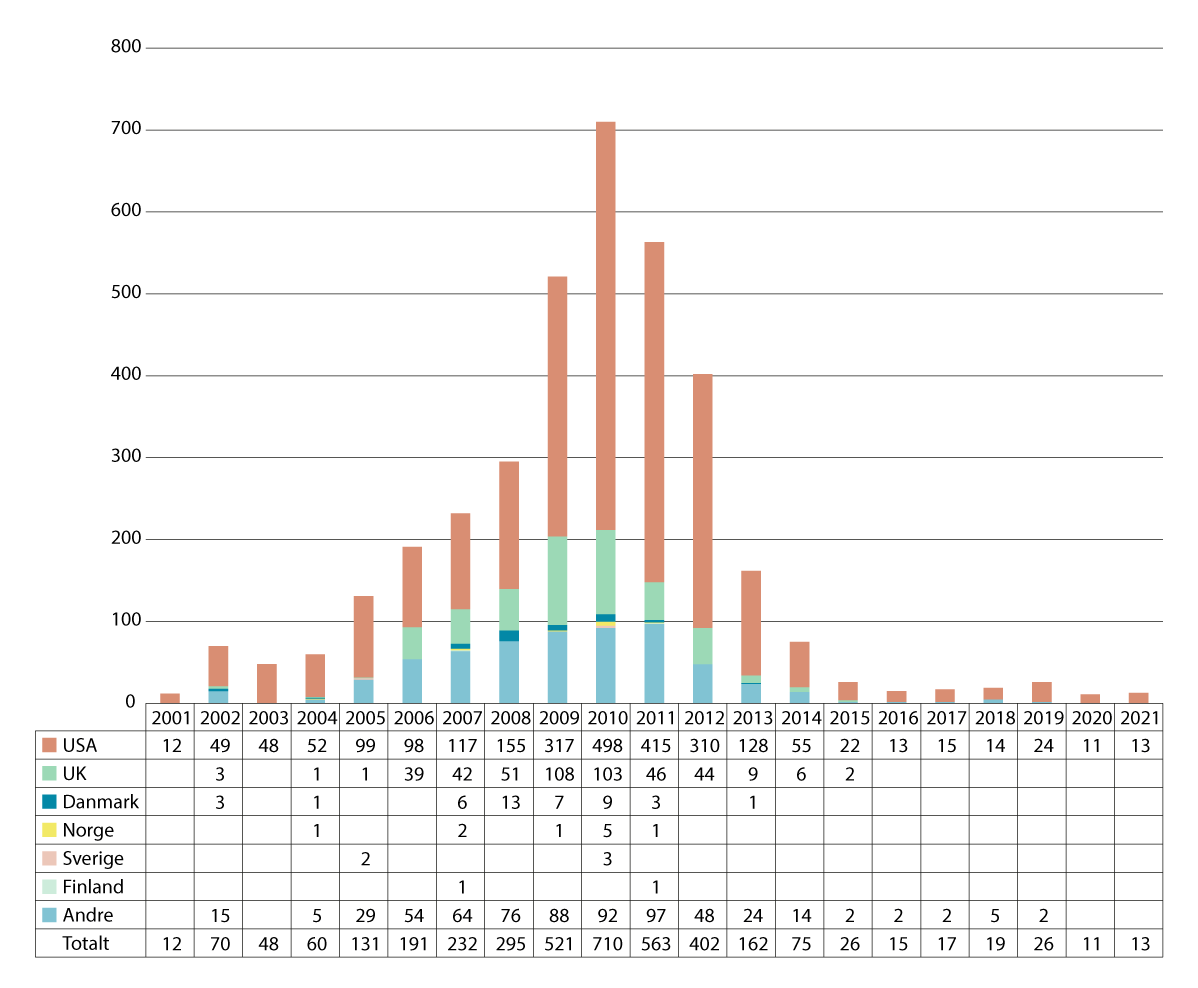 800
700
600
500
400
300
200
100
0
2001 2002 2003 2004 2005 2006 2007 2008 2009 2010 2011 2012 2013 2014 2015 2016 2017 2018 2019 2020 2021
USA 12 49 48 52 99 98 117 155 317 498 415 310 128 55 22 13 15 14 24 11 13
UK 3 1 1 39 42 51 108 103 46 44 9 6 2
Danmark 3 1 6 13 7 9 3 1
Norge 1 2 1 5 1
Sverige 2 3
Finland 1 1
Andre 15 5 29 54 64 76 88 92 97 48 24 14 2 2 2 5 2
Totalt 12 70 48 60 131 191 232 295 521 710 563 402 162 75 26 15 17 19 26 11 13